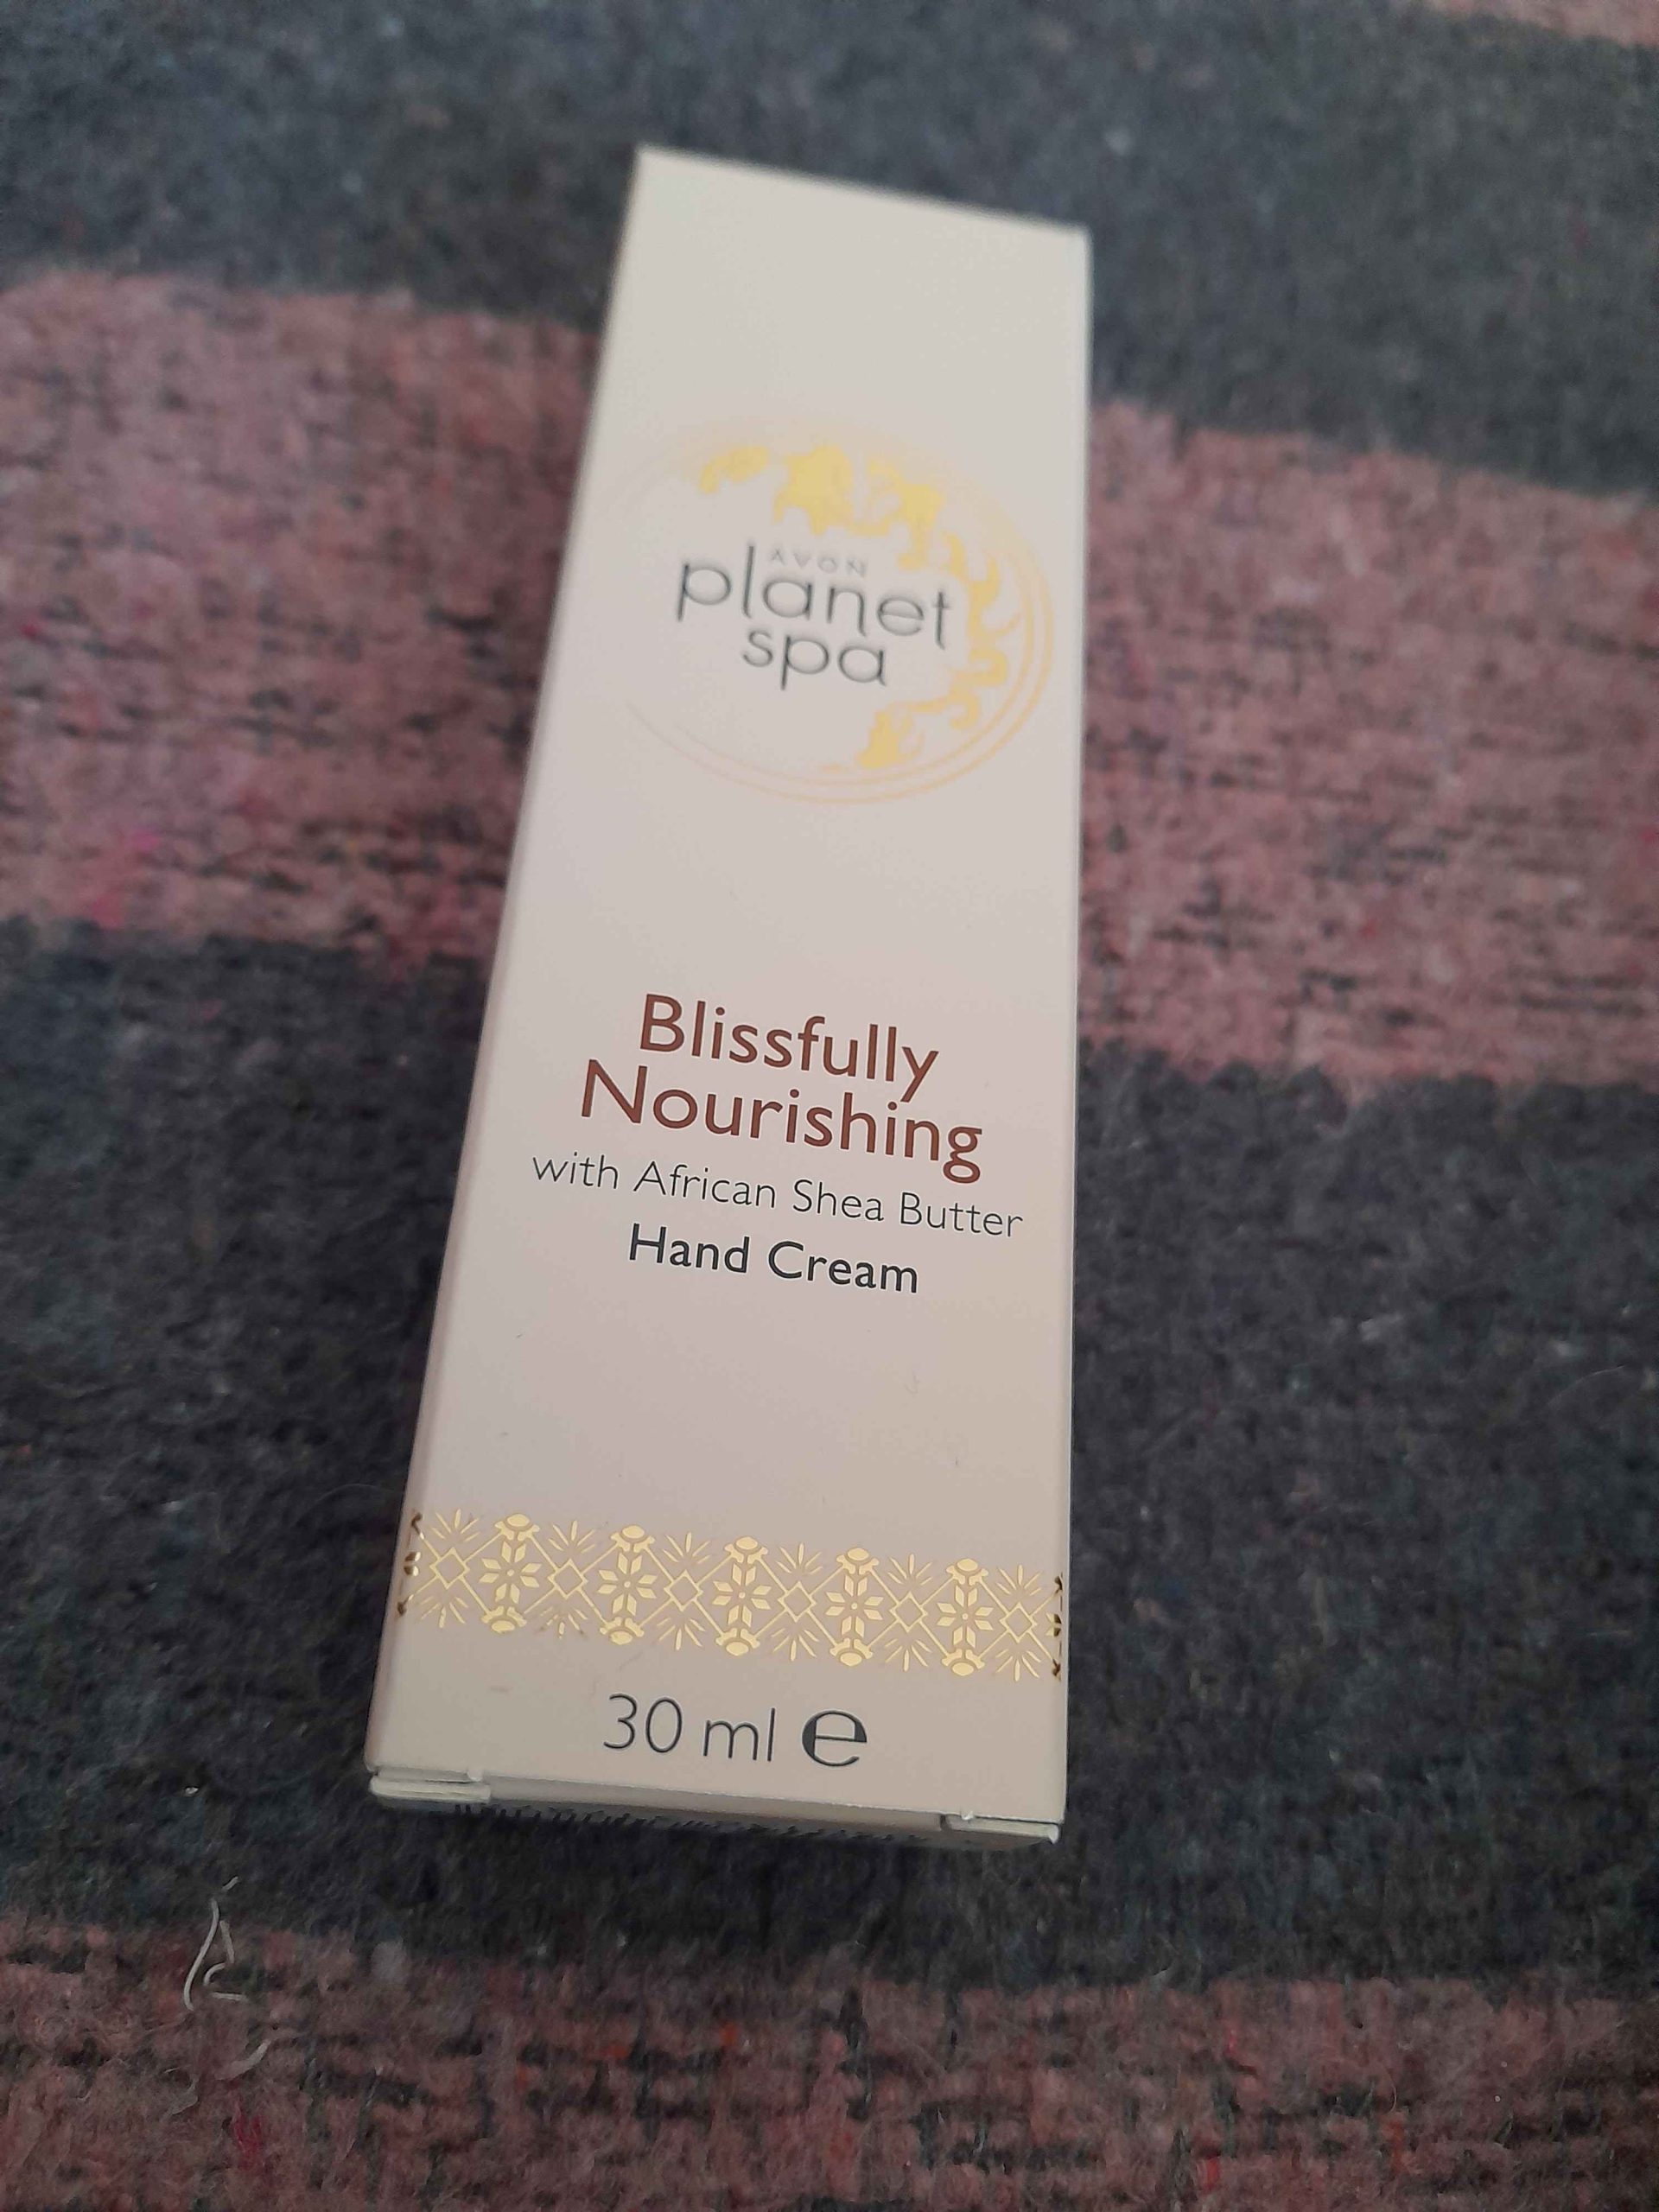 AVON
planet
spa
Blissfully
Nourishing
with African Shea Butter
Hand Cream
30 ml ℮